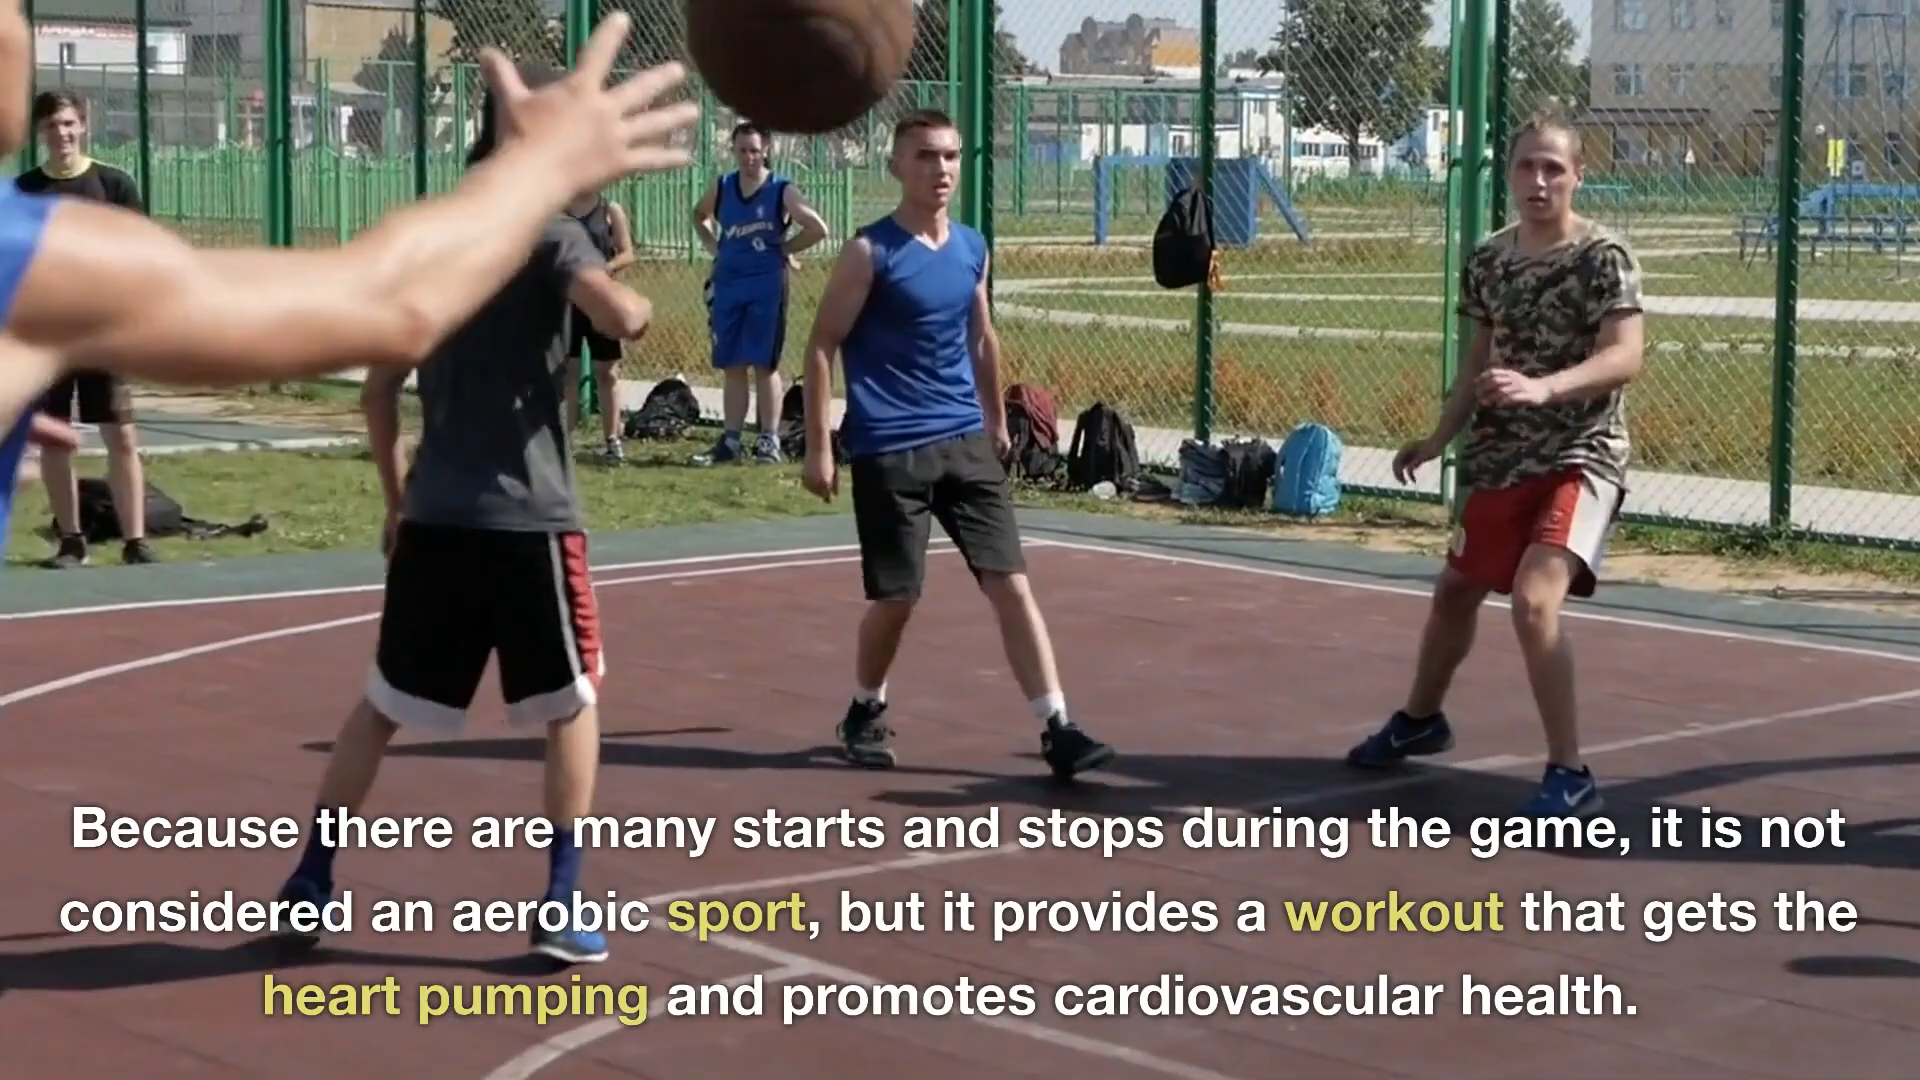 Because there are many starts and stops during the game, it is not
considered an aerobic sport, but it provides a workout that gets the
heart pumping and promotes cardiovascular health.